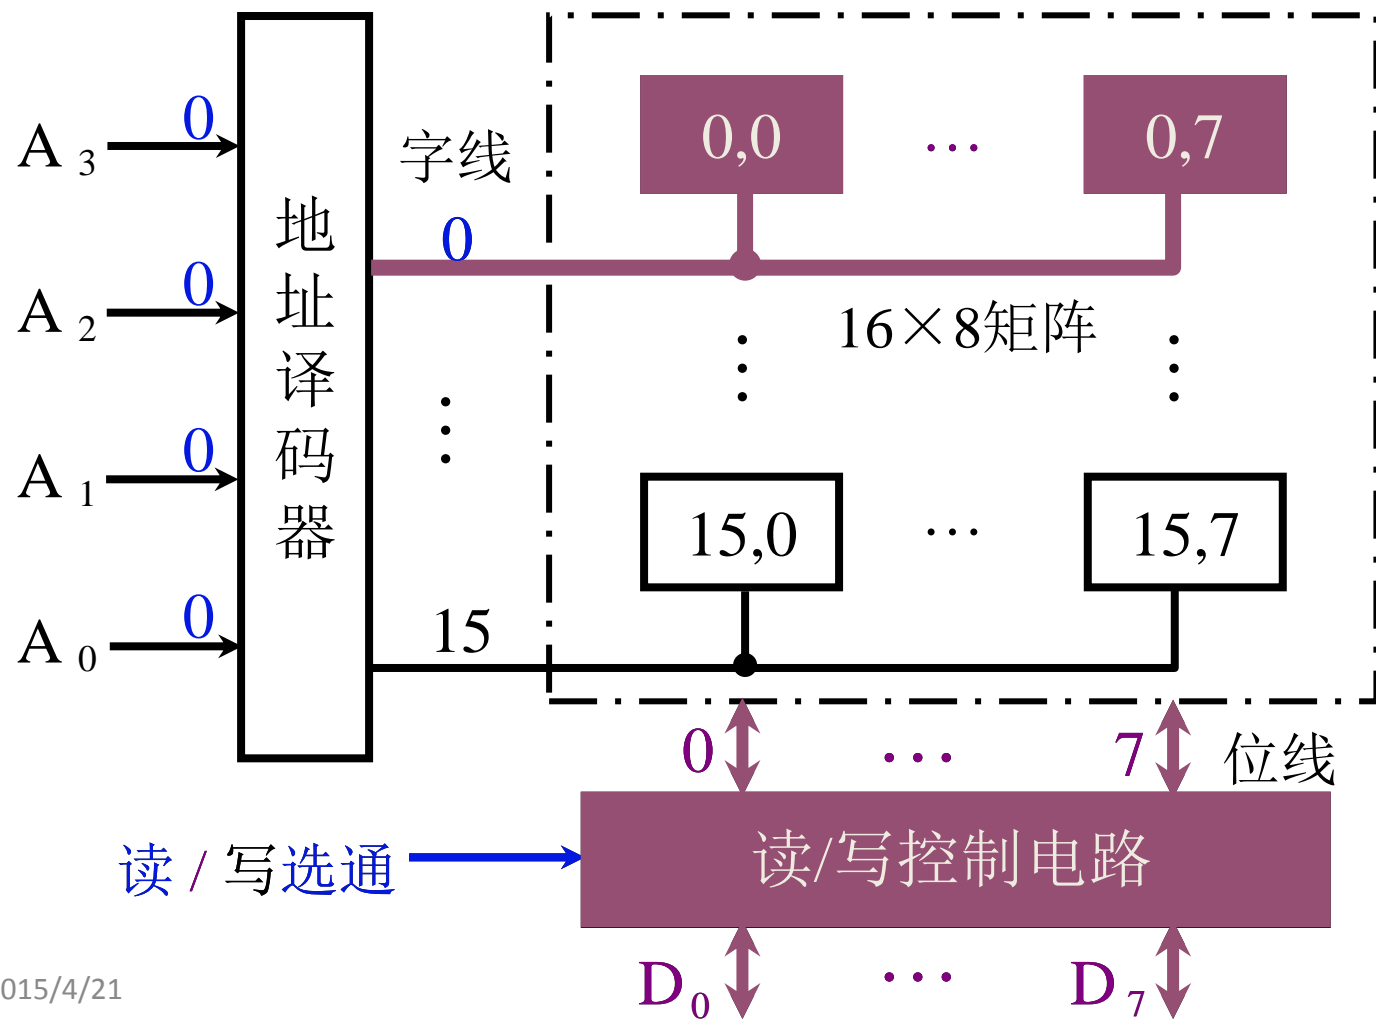 A3 0
A2 0
A1 0
A0 0
地址译码器
字线
0
15
0,0 … 0,7
16×8矩阵
15,0 … 15,7
0 … 7 位线
读/写选通
读/写控制电路
D0 … D7
015/4/21